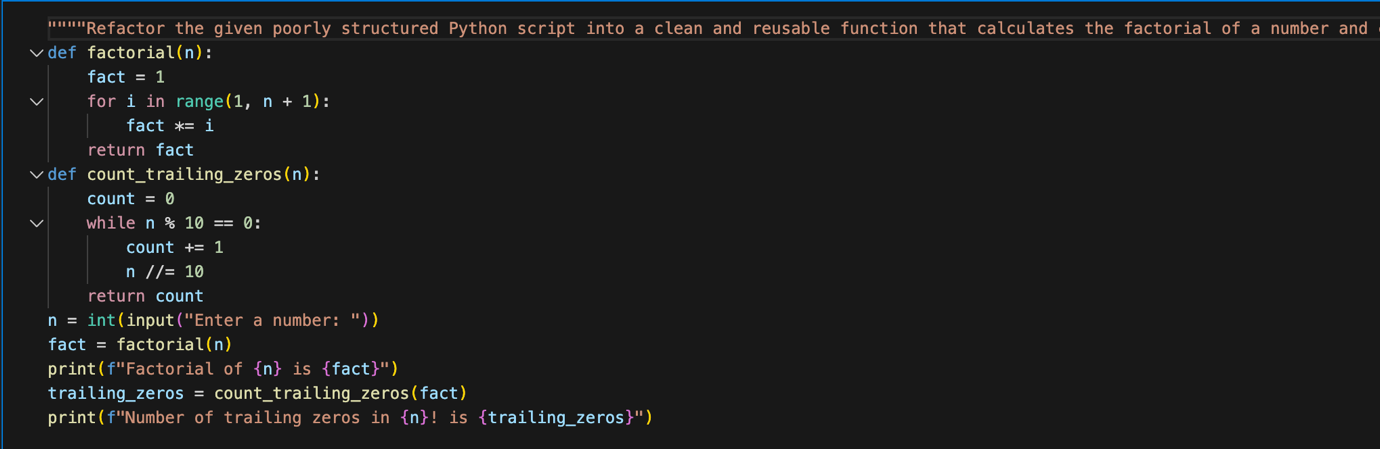 """"Refactor the given poorly structured Python script into a clean and reusable function that calculates the factorial of a number and
def factorial(n):
    fact = 1
    for i in range(1, n + 1):
        fact *= i
    return fact
def count_trailing_zeros(n):
    count = 0
    while n % 10 == 0:
        count += 1
        n //= 10
    return count
n = int(input("Enter a number: "))
fact = factorial(n)
print(f"Factorial of {n} is {fact}")
trailing_zeros = count_trailing_zeros(fact)
print(f"Number of trailing zeros in {n}! is {trailing_zeros}")